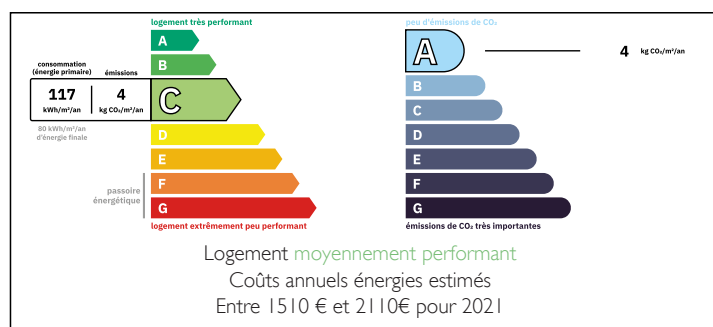 logement très performant
A
B
consommation
(énergie primaire)
émissions
117
kWh/m²/an
4
kg CO₂/m²/an
C
80 kWh/m²/an
d'énergie finale
D
E
passoire
énergétique
F
G
logement extrêmement peu performant
peu d'émissions de CO₂
A
4 kg CO₂/m²/an
B
C
D
E
F
G
émissions de CO₂ très importantes
Logement moyennement performant
Coûts annuels énergies estimés
Entre 1510 € et 2110€ pour 2021